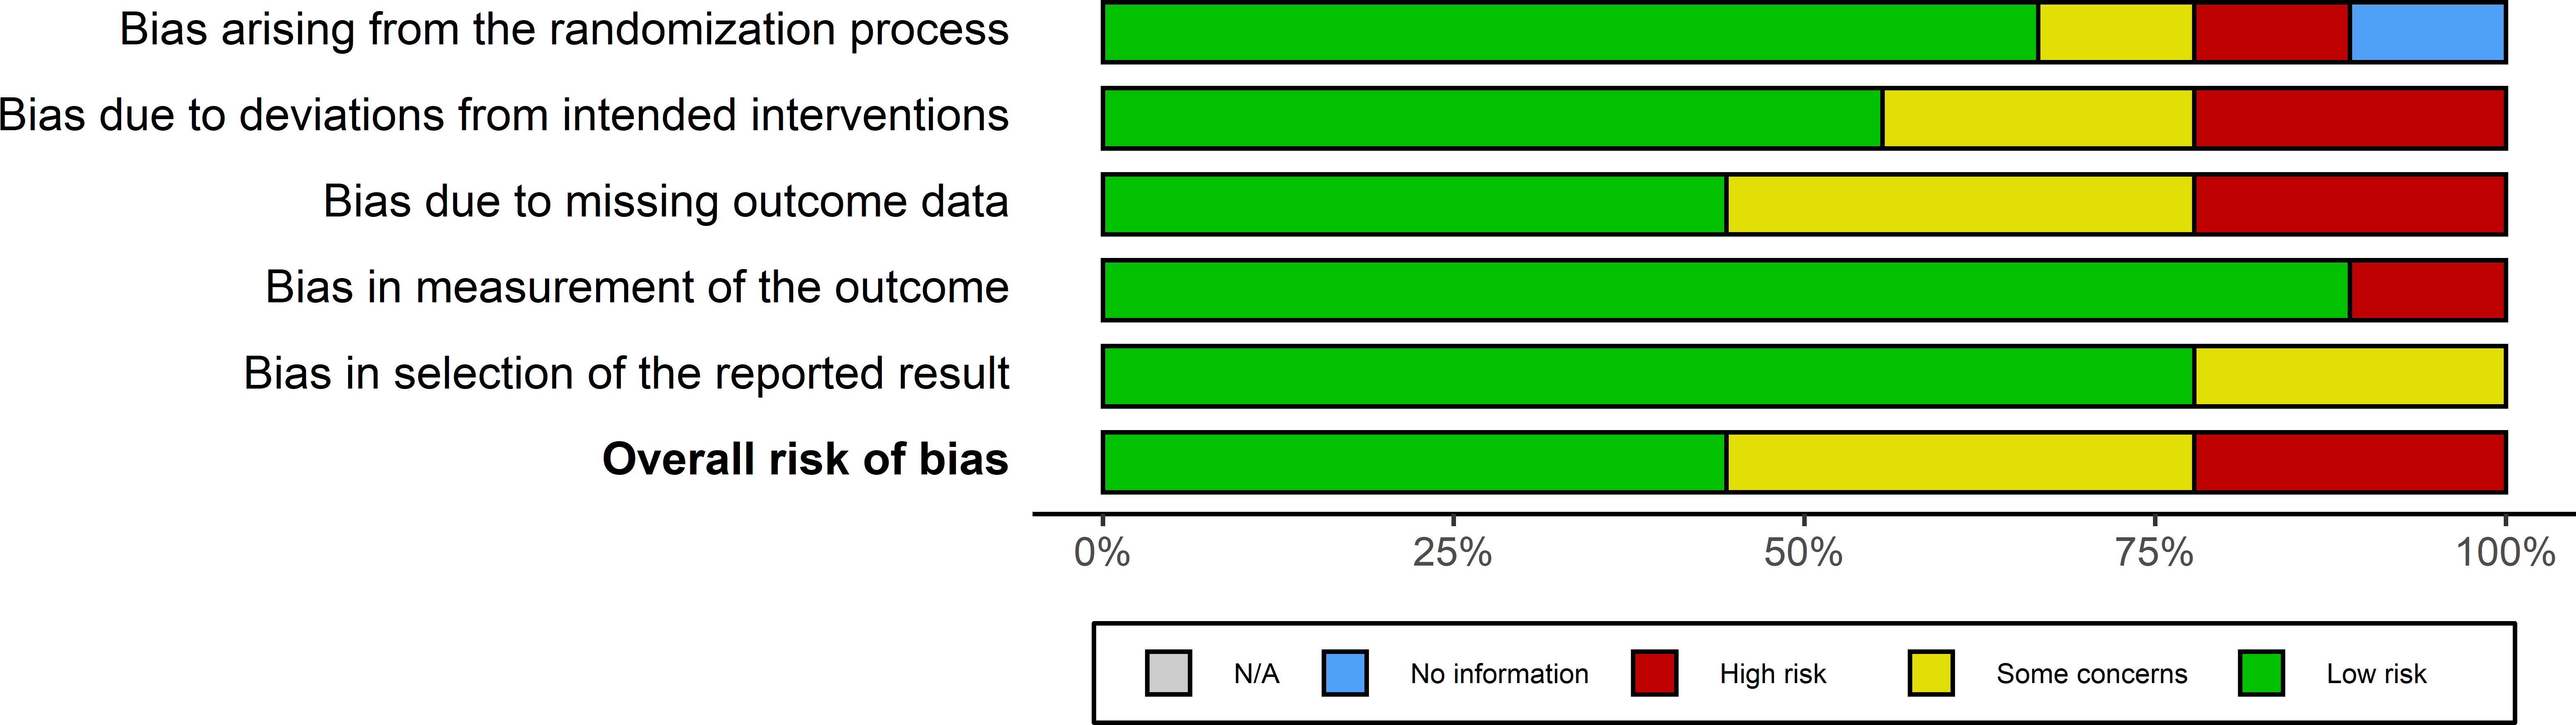 Bias arising from the randomization process
Bias due to deviations from intended interventions
Bias due to missing outcome data
Bias in measurement of the outcome
Bias in selection of the reported result
Overall risk of bias
0% 25% 50% 75% 100%
N/A No information High risk Some concerns Low risk